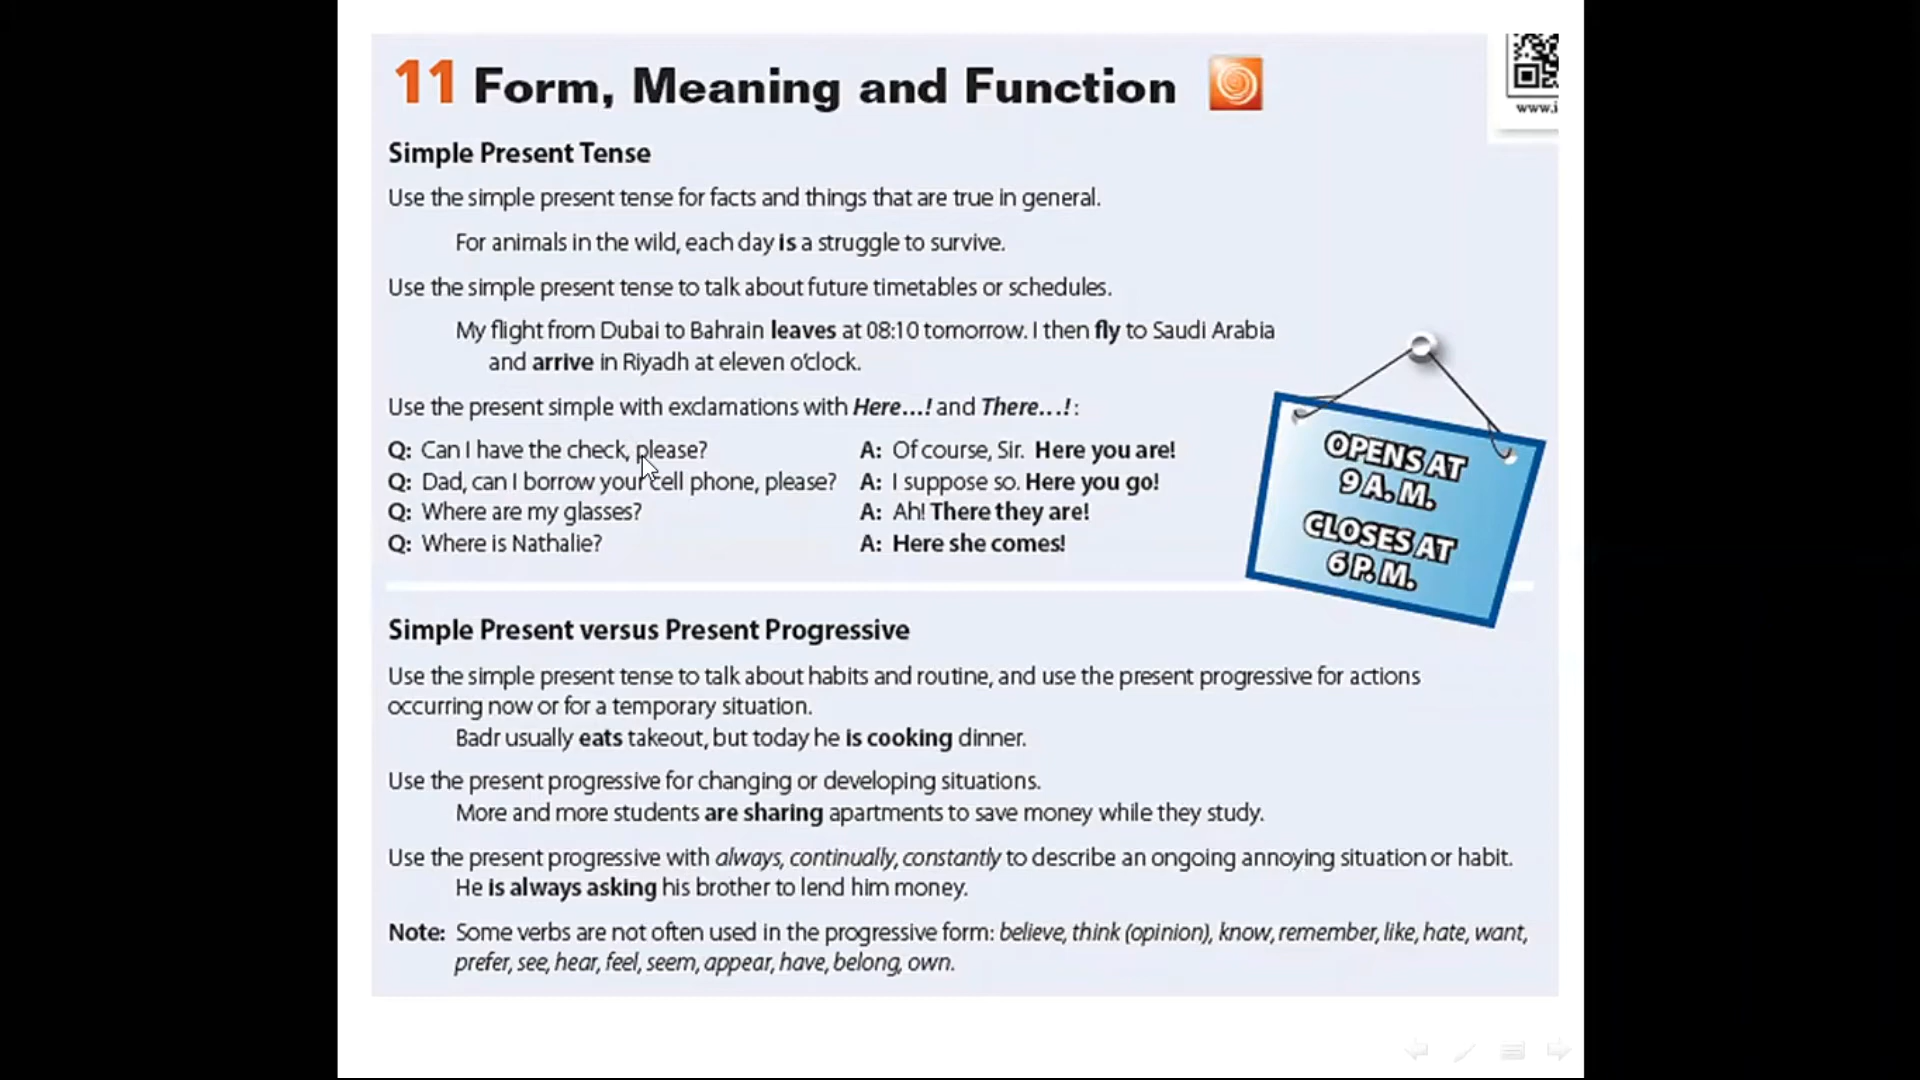 11 Form, Meaning and Function
www.i
Simple Present Tense
Use the simple present tense for facts and things that are true in general.
For animals in the wild, each day is a struggle to survive.
Use the simple present tense to talk about future timetables or schedules.
My flight from Dubai to Bahrain leaves at 08:10 tomorrow. I then fly to Saudi Arabia
and arrive in Riyadh at eleven o'clock.
Use the present simple with exclamations with Here...! and There...!:
Q: Can I have the check, please? A: Of course, Sir. Here you are!
Q: Dad, can I borrow your cell phone, please? A: I suppose so. Here you go!
Q: Where are my glasses? A: Ah! There they are!
Q: Where is Nathalie? A: Here she comes!
OPENS AT
9 A. M.
CLOSES AT
6 P. M.
Simple Present versus Present Progressive
Use the simple present tense to talk about habits and routine, and use the present progressive for actions
occurring now or for a temporary situation.
Badr usually eats takeout, but today he is cooking dinner.
Use the present progressive for changing or developing situations.
More and more students are sharing apartments to save money while they study.
Use the present progressive with always, continually, constantly to describe an ongoing annoying situation or habit.
He is always asking his brother to lend him money.
Note: Some verbs are not often used in the progressive form: believe, think (opinion), know, remember, like, hate, want,
prefer, see, hear, feel, seem, appear, have, belong, own.